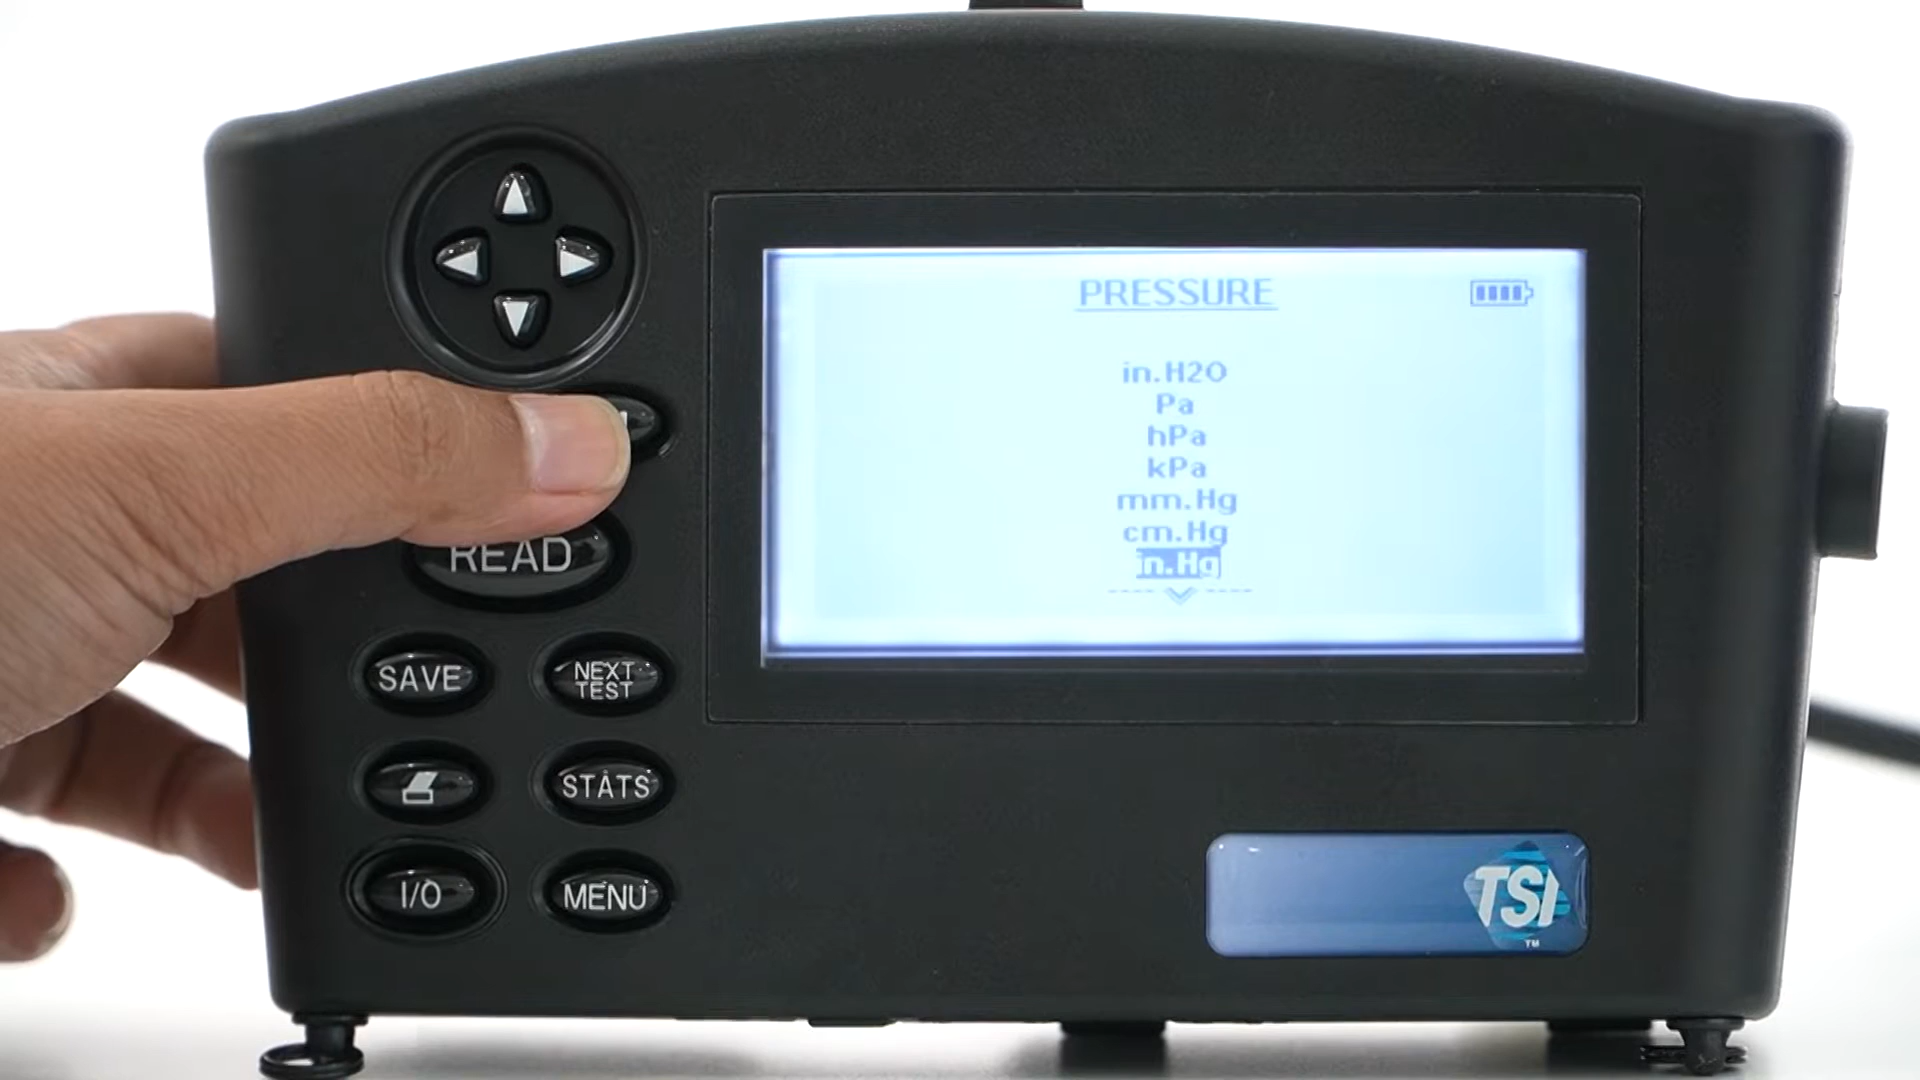 PRESSURE
in.H2O
Pa
hPa
kPa
mm.Hg
cm.Hg
in.Hg
READ
SAVE
NEXT
TEST
STATS
I/O
MENU
TSI
TM